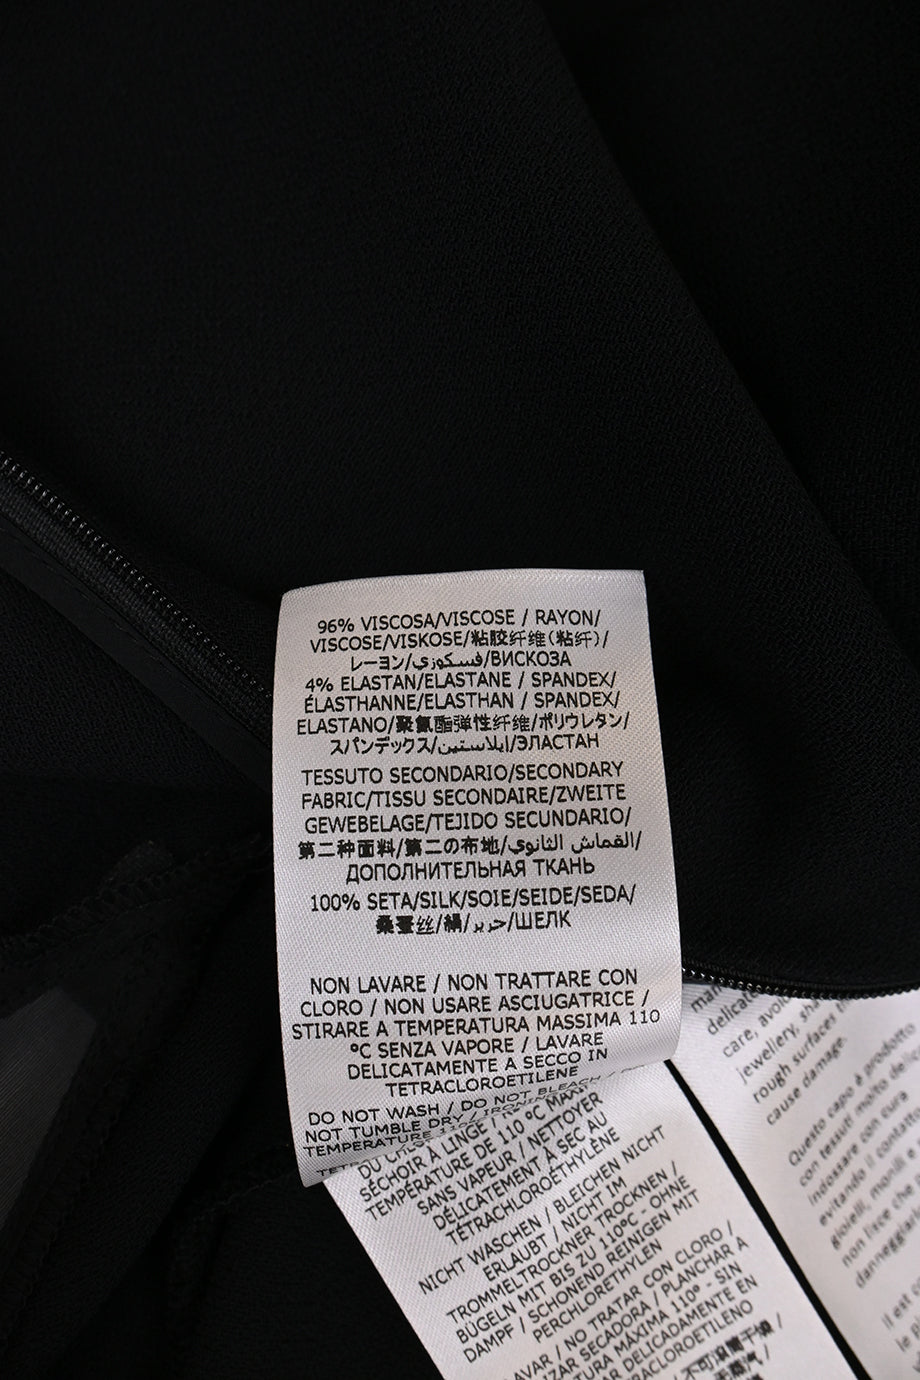 96% VISCOSA/VISCOSE / RAYON/
VISCOSE/VISKOSE/粘胶纤维(粘纤)/
レーヨン/فسكوزي/ВИСКОЗА
4% ELASTAN/ELASTANE / SPANDEX/
ÉLASTHANNE/ELASTHAN / SPANDEX/
ELASTANO/聚氨酯弹性纤维/ポリウレタン/
スパンデックス/ايلاستين/ЭЛАСТАН
TESSUTO SECONDARIO/SECONDARY
FABRIC/TISSU SECONDAIRE/ZWEITE
GEWEBELAGE/TEJIDO SECUNDARIO/
第二种面料/第二の布地/القماش الثانوي/
ДОПОЛНИТЕЛЬНАЯ ТКАНЬ
100% SETA/SILK/SOIE/SEIDE/SEDA/
桑蚕丝/絹/حرير/ШЕЛК
NON LAVARE / NON TRATTARE CON
CLORO / NON USARE ASCIUGATRICE /
STIRARE A TEMPERATURA MASSIMA 110
°C SENZA VAPORE / LAVARE
DELICATAMENTE A SECCO IN
TETRACLOROETILENE
DO NOT WASH / DO NOT BLEACH /
NOT TUMBLE DRY /
TEMPERATURE
SÉCHOIR À LINGE /
TEMPÉRATURE DE 110 °C
SANS VAPEUR / NETTOYER
DÉLICATEMENT À SEC AU
TÉTRACHLOROÉTHYLÈNE
NICHT WASCHEN / BLEICHEN NICHT
ERLAUBT / NICHT IM
TROMMELTROCKNER TROCKNEN /
BÜGELN MIT BIS ZU 110°C - OHNE
DAMPF / SCHONEND REINIGEN MIT
PERCHLORETHYLEN
/ NO TRATAR CON CLORO /
SECADORA / PLANCHAR A
MÁXIMA 110° - SIN
DELICADAMENTE EN
delicate
care,
jewellery,
rough surfaces
cause damage.
Questo capo è prodotto
con tessuti molto
indossare con cura
evitando il
gioielli, monili e
non lisce che